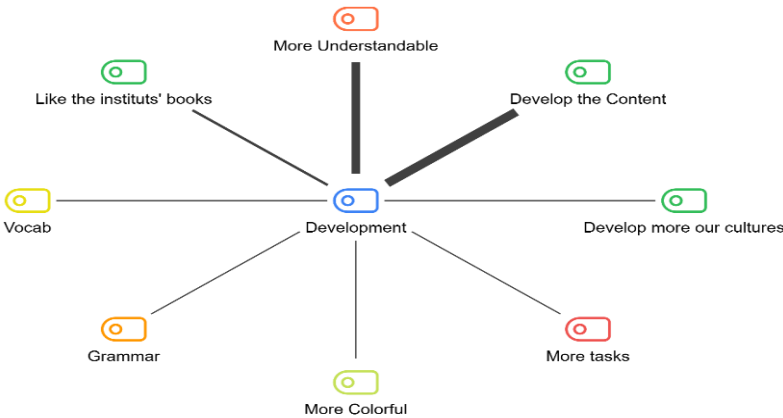 More Understandable
Like the instituts' books
Develop the Content
Vocab
Development
Develop more our cultures
Grammar
More tasks
More Colorful